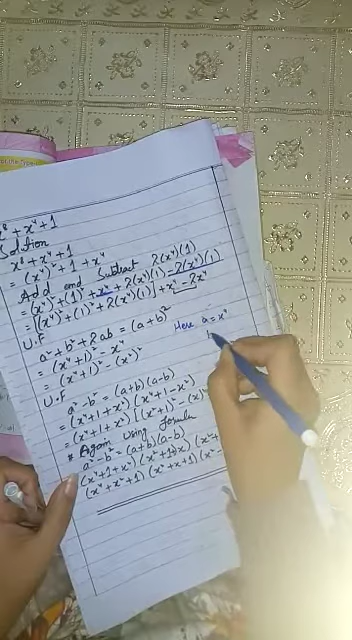 x⁸ + x⁴ + 1
Solution
x⁸ + x⁴ + 1
= (x⁴)² + 1 + x⁴
Add and Subtract 2(x⁴)(1)
= (x⁴)² + (1)² + x⁴ + 2(x⁴)(1) - 2(x⁴)(1)
= [(x⁴)² + (1)² + 2(x⁴)(1)] + x⁴ - 2x⁴
U.F
a² + b² + 2ab = (a+b)²
Here a = x⁴
= (x⁴+1)² - x⁴
= (x⁴+1)² - (x²)²
U.F
a² - b² = (a+b)(a-b)
= (x⁴+1+x²)(x⁴+1-x²)
= (x⁴+1+x²)[(x²+1)² - (x)²
* Again Using formula
a² - b² = (a+b)(a-b)
(x⁴+1+x²)(x²+1+x)(x²+
(x⁴+x²+1)(x²+x+1)(x²-